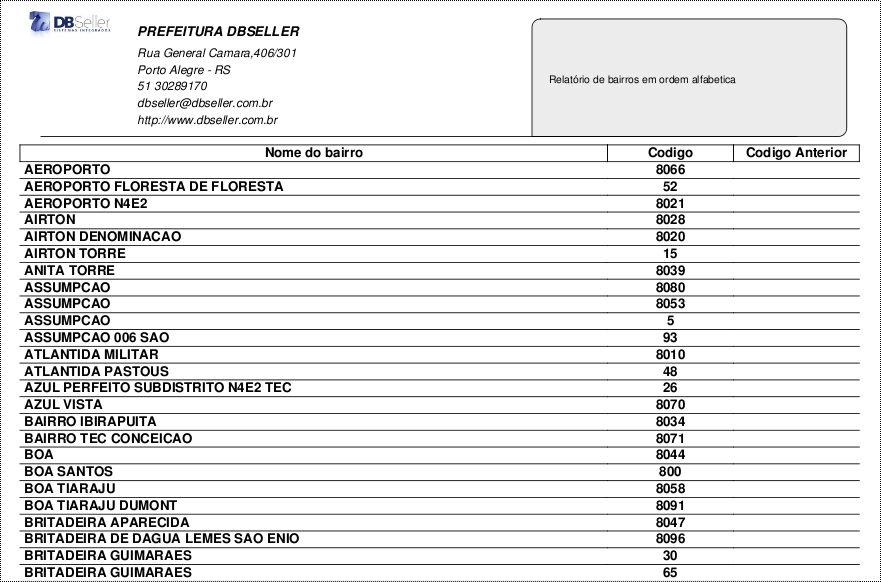 DBSeller
SISTEMAS INTEGRADOS
PREFEITURA DBSELLER
Rua General Camara,406/301
Porto Alegre - RS
51 30289170
dbseller@dbseller.com.br
http://www.dbseller.com.br
Relatório de bairros em ordem alfabetica
Nome do bairro Codigo Codigo Anterior
AEROPORTO 8066
AEROPORTO FLORESTA DE FLORESTA 52
AEROPORTO N4E2 8021
AIRTON 8028
AIRTON DENOMINACAO 8020
AIRTON TORRE 15
ANITA TORRE 8039
ASSUMPCAO 8080
ASSUMPCAO 8053
ASSUMPCAO 5
ASSUMPCAO 006 SAO 93
ATLANTIDA MILITAR 8010
ATLANTIDA PASTOUS 48
AZUL PERFEITO SUBDISTRITO N4E2 TEC 26
AZUL VISTA 8070
BAIRRO IBIRAPUITA 8034
BAIRRO TEC CONCEICAO 8071
BOA 8044
BOA SANTOS 800
BOA TIARAJU 8058
BOA TIARAJU DUMONT 8091
BRITADEIRA APARECIDA 8047
BRITADEIRA DE DAGUA LEMES SAO ENIO 8096
BRITADEIRA GUIMARAES 30
BRITADEIRA GUIMARAES 65